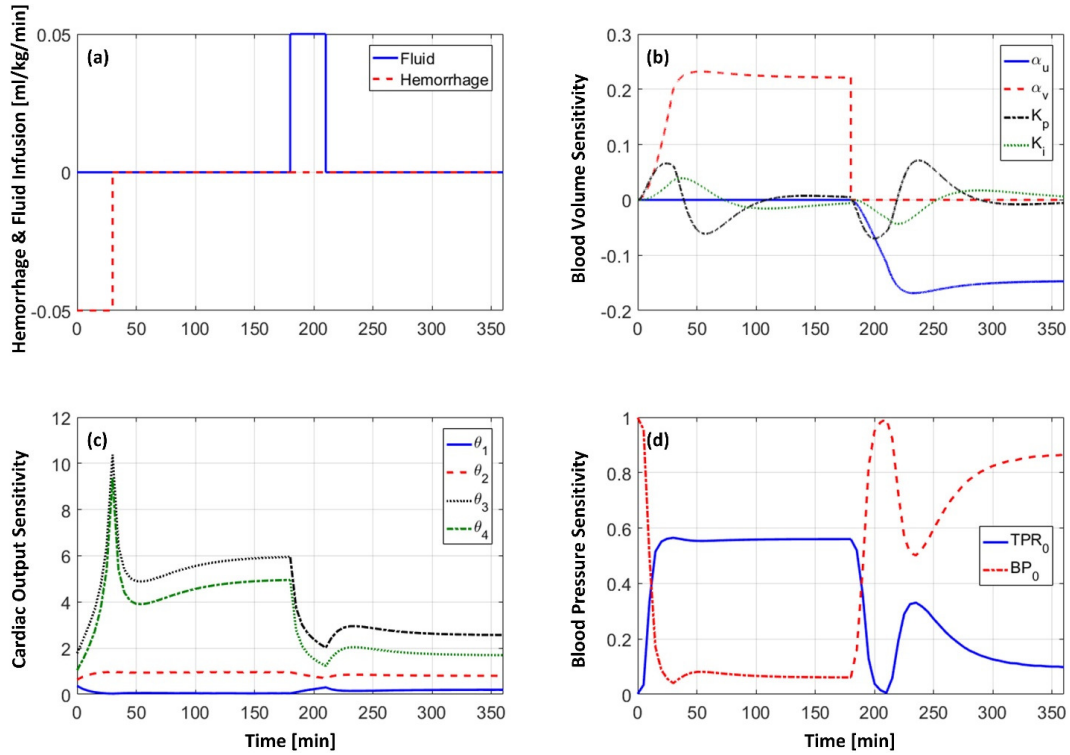 Hemorrhage & Fluid Infusion [ml/kg/min]
(a)
Fluid
Hemorrhage
0.05
0
-0.05
0 50 100 150 200 250 300 350
Blood Volume Sensitivity
(b)
α_u
α_v
K_p
K_i
0.3
0.2
0.1
0
-0.1
-0.2
0 50 100 150 200 250 300 350
Cardiac Output Sensitivity
(c)
θ_1
θ_2
θ_3
θ_4
12
10
8
6
4
2
0
0 50 100 150 200 250 300 350
Time [min]
Blood Pressure Sensitivity
(d)
TPR_0
BP_0
1
0.8
0.6
0.4
0.2
0
0 50 100 150 200 250 300 350
Time [min]